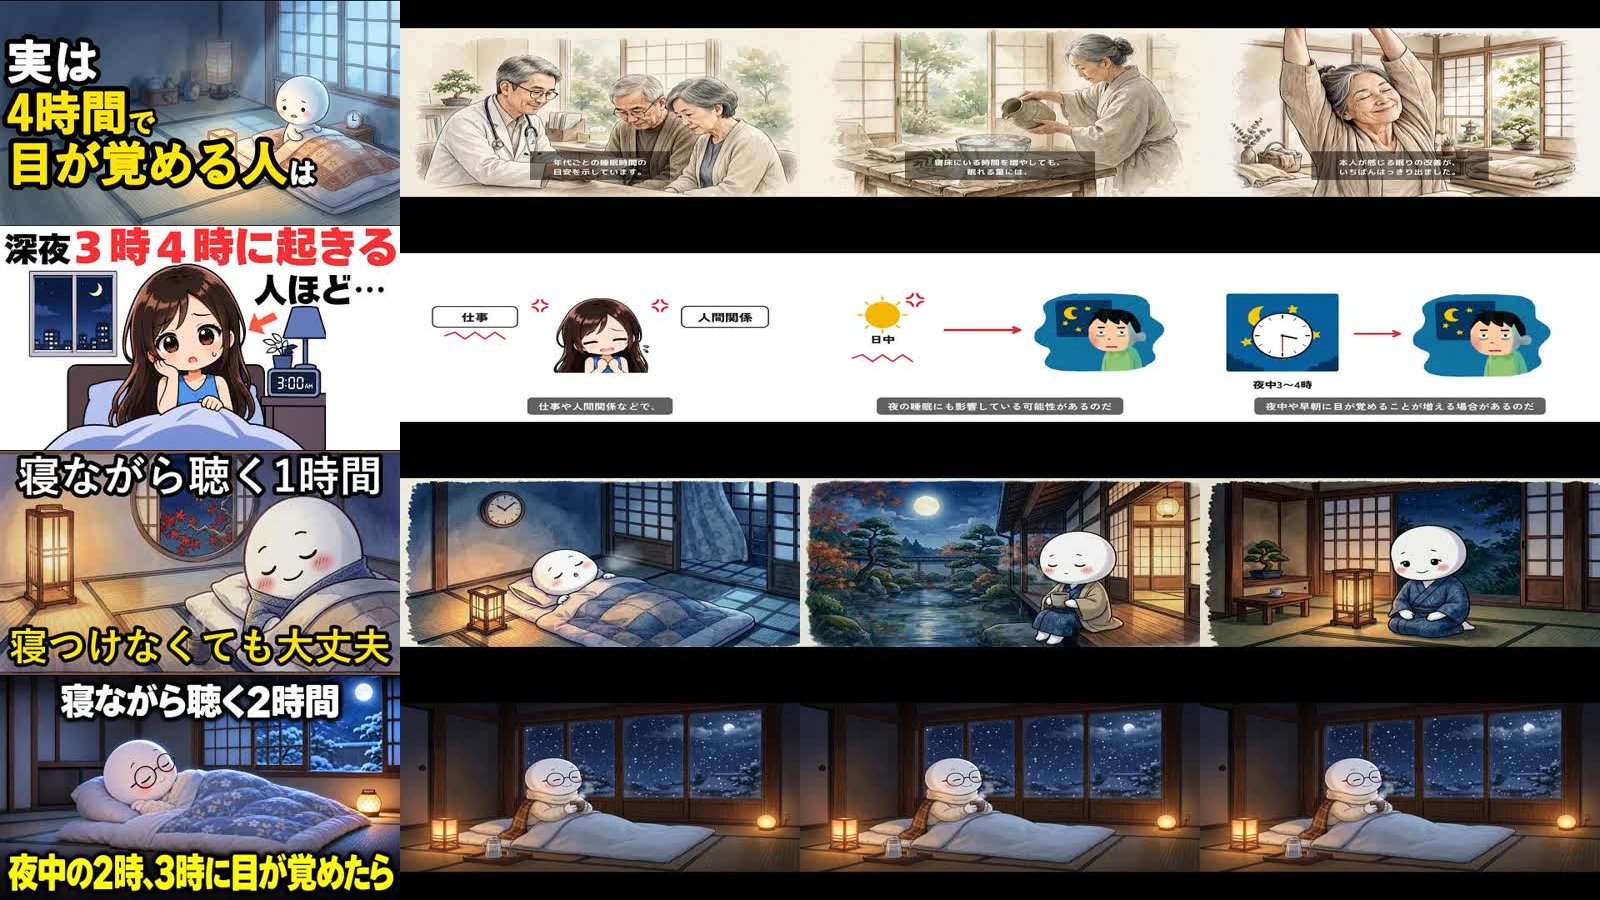 実は
4時間で
目が覚める人は
年代ごとの睡眠時間の
目安を示しています。
寝床にいる時間を増やしても、
眠れる量には、
本人が感じる眠りの改善が、
いちばんはっきり出ました。
深夜3時4時に起きる
人ほど…
3:00AM
仕事
人間関係
仕事や人間関係などで、
日中
夜の睡眠にも影響している可能性があるのだ
夜中3〜4時
夜中や早朝に目が覚めることが増える場合があるのだ
寝ながら聴く1時間
寝つけなくても大丈夫
寝ながら聴く2時間
夜中の2時、3時に目が覚めたら